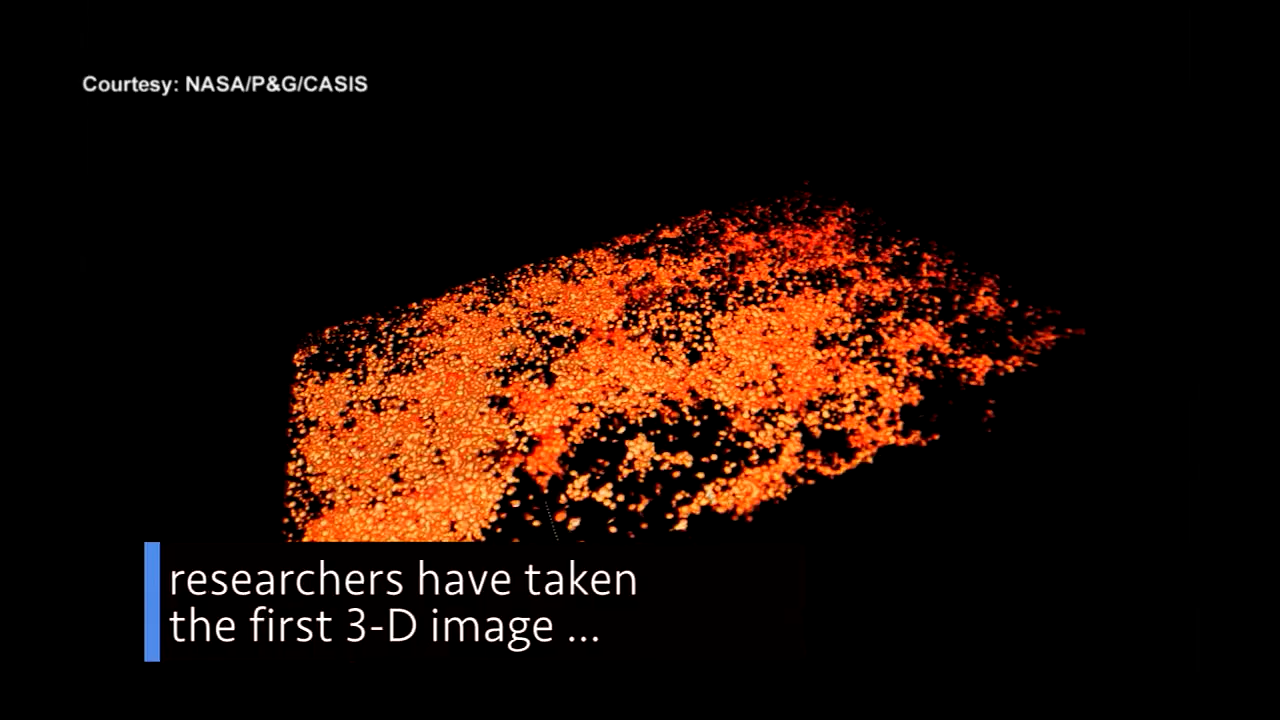 Courtesy: NASA/P&G/CASIS
researchers have taken
the first 3-D image ...